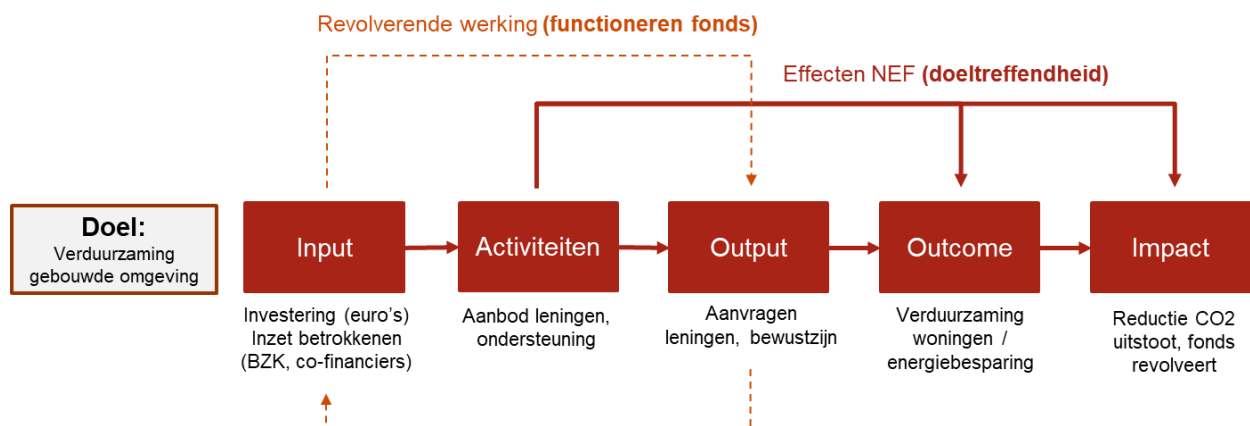 Revolverende werking (functioneren fonds)
Effecten NEF (doeltreffendheid)
Doel:
Verduurzaming
gebouwde omgeving
Input
Activiteiten
Output
Outcome
Impact
Investering (euro's)
Inzet betrokkenen
(BZK, co-financiers)
Aanbod leningen,
ondersteuning
Aanvragen
leningen, bewustzijn
Verduurzaming
woningen /
energiebesparing
Reductie CO2
uitstoot, fonds
revolveert